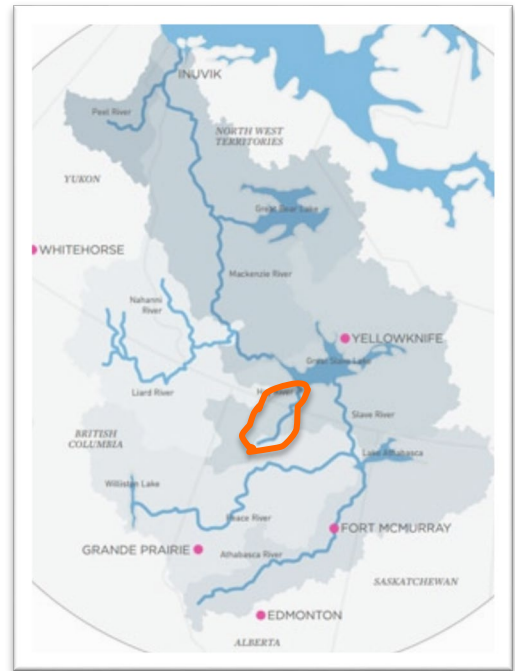 INUVIK
Peel River
NORTH WEST
TERRITORIES
YUKON
Great Bear Lake
WHITEHORSE
Mackenzie River
Nahanni
River
YELLOWKNIFE
Great Slave Lake
Liard River
Hay River
Slave River
BRITISH
COLUMBIA
Lake Athabasca
Williston Lake
Peace River
FORT MCMURRAY
GRANDE PRAIRIE
Athabasca River
SASKATCHEWAN
EDMONTON
ALBERTA